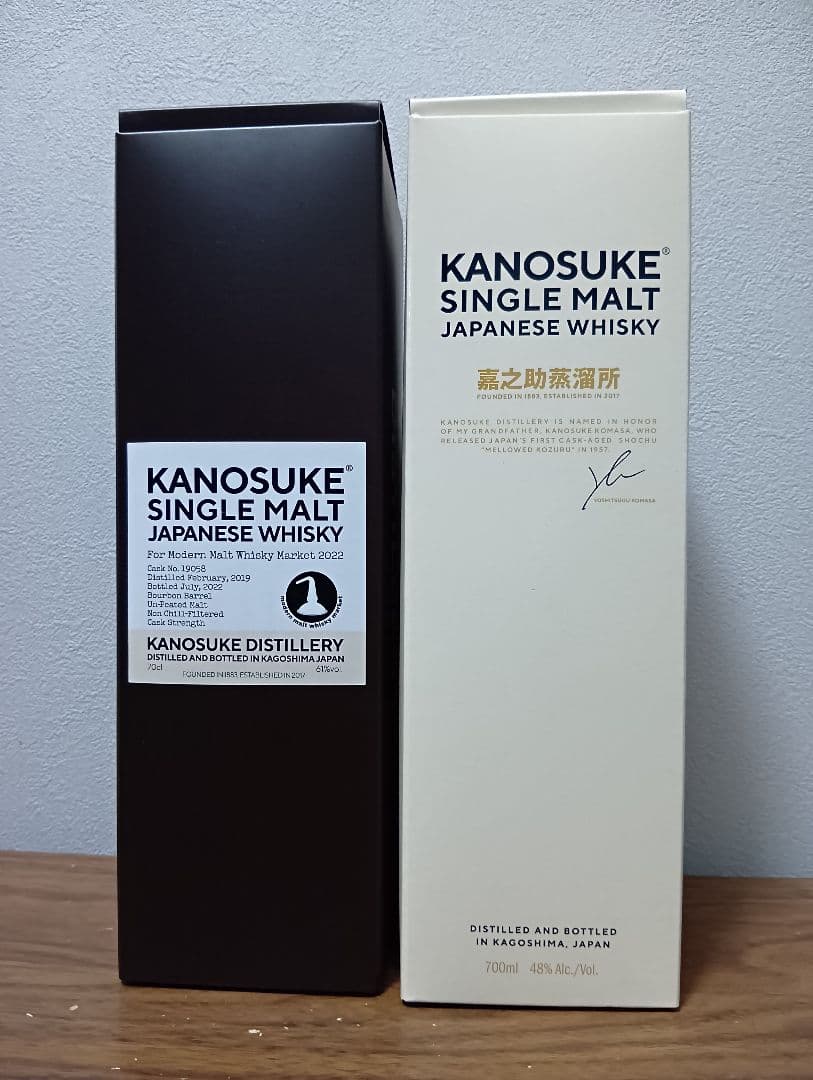 KANOSUKE®
SINGLE MALT
JAPANESE WHISKY
For Modern Malt Whisky Market 2022
Cask No. 19058
Distilled February, 2019
Bottled July, 2022
Bourbon Barrel
Un-Peated Malt
Non Chill-Filtered
Cask Strength
modern malt whisky market
KANOSUKE DISTILLERY
DISTILLED AND BOTTLED IN KAGOSHIMA JAPAN
70cl 61%vol.
FOUNDED IN 1883, ESTABLISHED IN 2017
KANOSUKE®
SINGLE MALT
JAPANESE WHISKY
嘉之助蒸溜所
FOUNDED IN 1883, ESTABLISHED IN 2017
KANOSUKE DISTILLERY IS NAMED IN HONOR
OF MY GRANDFATHER, KANOSUKE KOMASA, WHO
RELEASED JAPAN'S FIRST CASK-AGED SHOCHU
"MELLOWED KOZURU" IN 1957.
YOSHITSUGU KOMASA
DISTILLED AND BOTTLED
IN KAGOSHIMA, JAPAN
700ml 48% Alc./Vol.